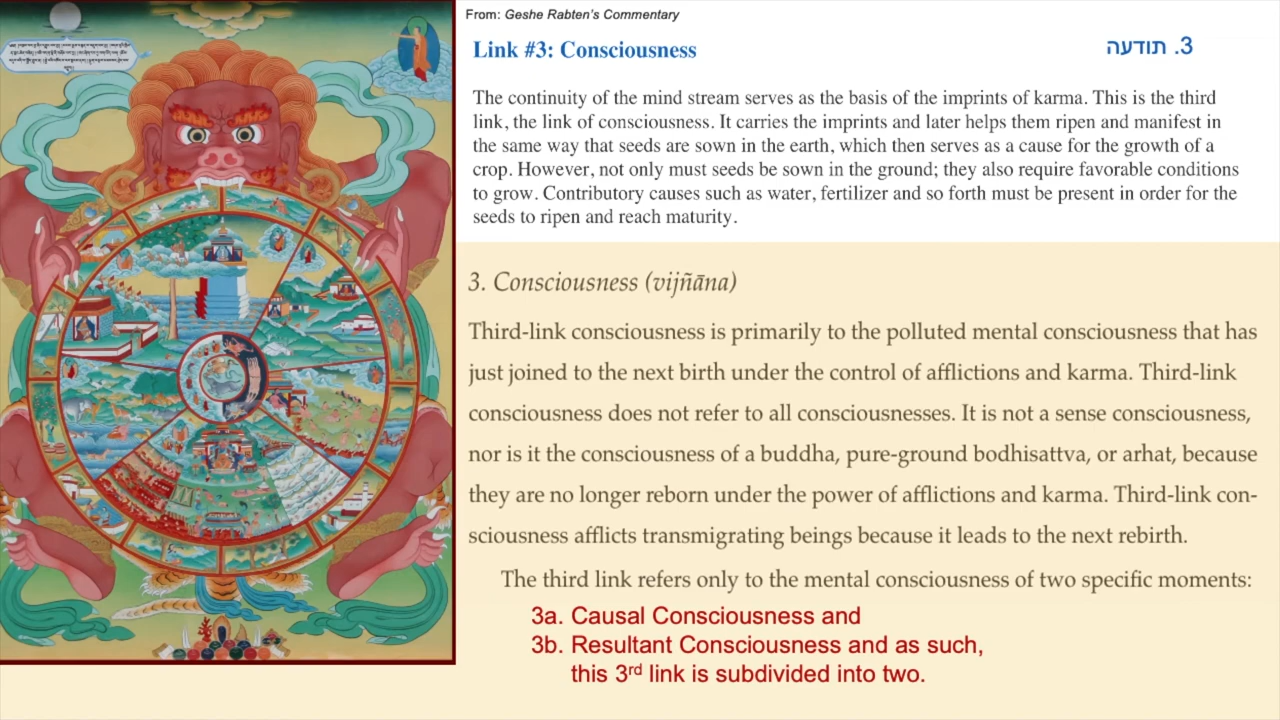 From: Geshe Rabten's Commentary
Link #3: Consciousness
3. תודעה
The continuity of the mind stream serves as the basis of the imprints of karma. This is the third
link, the link of consciousness. It carries the imprints and later helps them ripen and manifest in
the same way that seeds are sown in the earth, which then serves as a cause for the growth of a
crop. However, not only must seeds be sown in the ground; they also require favorable conditions
to grow. Contributory causes such as water, fertilizer and so forth must be present in order for the
seeds to ripen and reach maturity.
3. Consciousness (vijñāna)
Third-link consciousness is primarily to the polluted mental consciousness that has
just joined to the next birth under the control of afflictions and karma. Third-link
consciousness does not refer to all consciousnesses. It is not a sense consciousness,
nor is it the consciousness of a buddha, pure-ground bodhisattva, or arhat, because
they are no longer reborn under the power of afflictions and karma. Third-link con-
sciousness afflicts transmigrating beings because it leads to the next rebirth.
The third link refers only to the mental consciousness of two specific moments:
3a. Causal Consciousness and
3b. Resultant Consciousness and as such,
this 3rd link is subdivided into two.